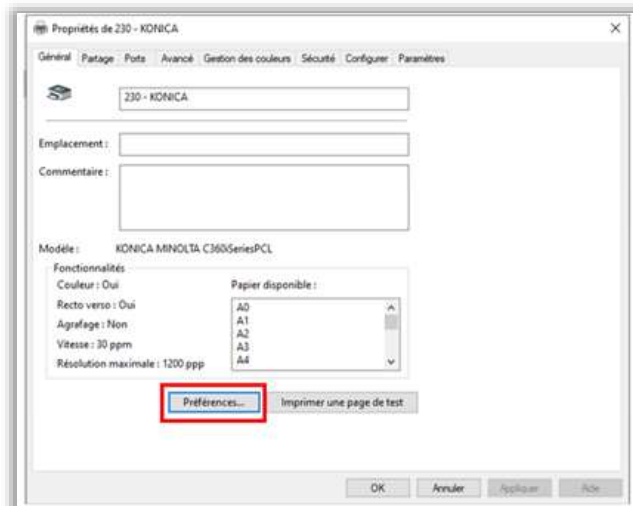 Propriétés de 230 - KONICA
Général Partage Ports Avancé Gestion des couleurs Sécurité Configurer Paramètres
230 - KONICA
Emplacement :
Commentaire :
Modèle : KONICA MINOLTA C360iSeriesPCL
Fonctionnalités
Couleur : Oui
Papier disponible :
Recto verso : Oui
Agrafage : Non
Vitesse : 30 ppm
Résolution maximale : 1200 ppp
A0
A1
A2
A3
A4
Préférences... Imprimer une page de test
OK Annuler Appliquer Aide